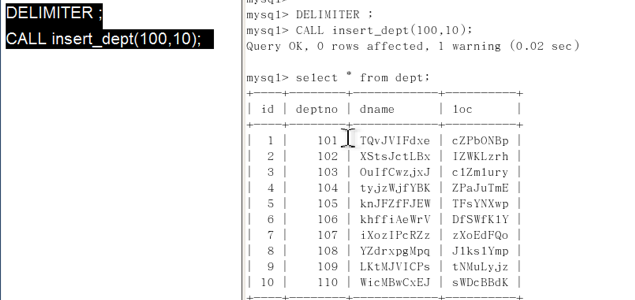 DELIMITER ;
CALL insert_dept(100,10);
mysql> DELIMITER ;
mysql> CALL insert_dept(100,10);
Query OK, 0 rows affected, 1 warning (0.02 sec)
mysql> select * from dept;
+----+--------+------------+----------+
| id | deptno | dname | loc |
+----+--------+------------+----------+
| 1 | 101 | TQvJVIFdxe | cZPbONBp |
| 2 | 102 | XStsJctLBx | IZWKLzrh |
| 3 | 103 | OuIfCwzjxJ | c1Zm1ury |
| 4 | 104 | tyjzWjfYBK | ZPaJuTmE |
| 5 | 105 | knJFZfFJEW | TFsYNXwp |
| 6 | 106 | khffiAeWrV | DfSWfK1Y |
| 7 | 107 | iXozIPcRZz | zXoEdFQo |
| 8 | 108 | YZdrxpgMpq | J1ks1Ymp |
| 9 | 109 | LKtMJVICPs | tNMuLyjz |
| 10 | 110 | WicMBwCxEJ | sWDcBBdK |
+----+--------+------------+----------+